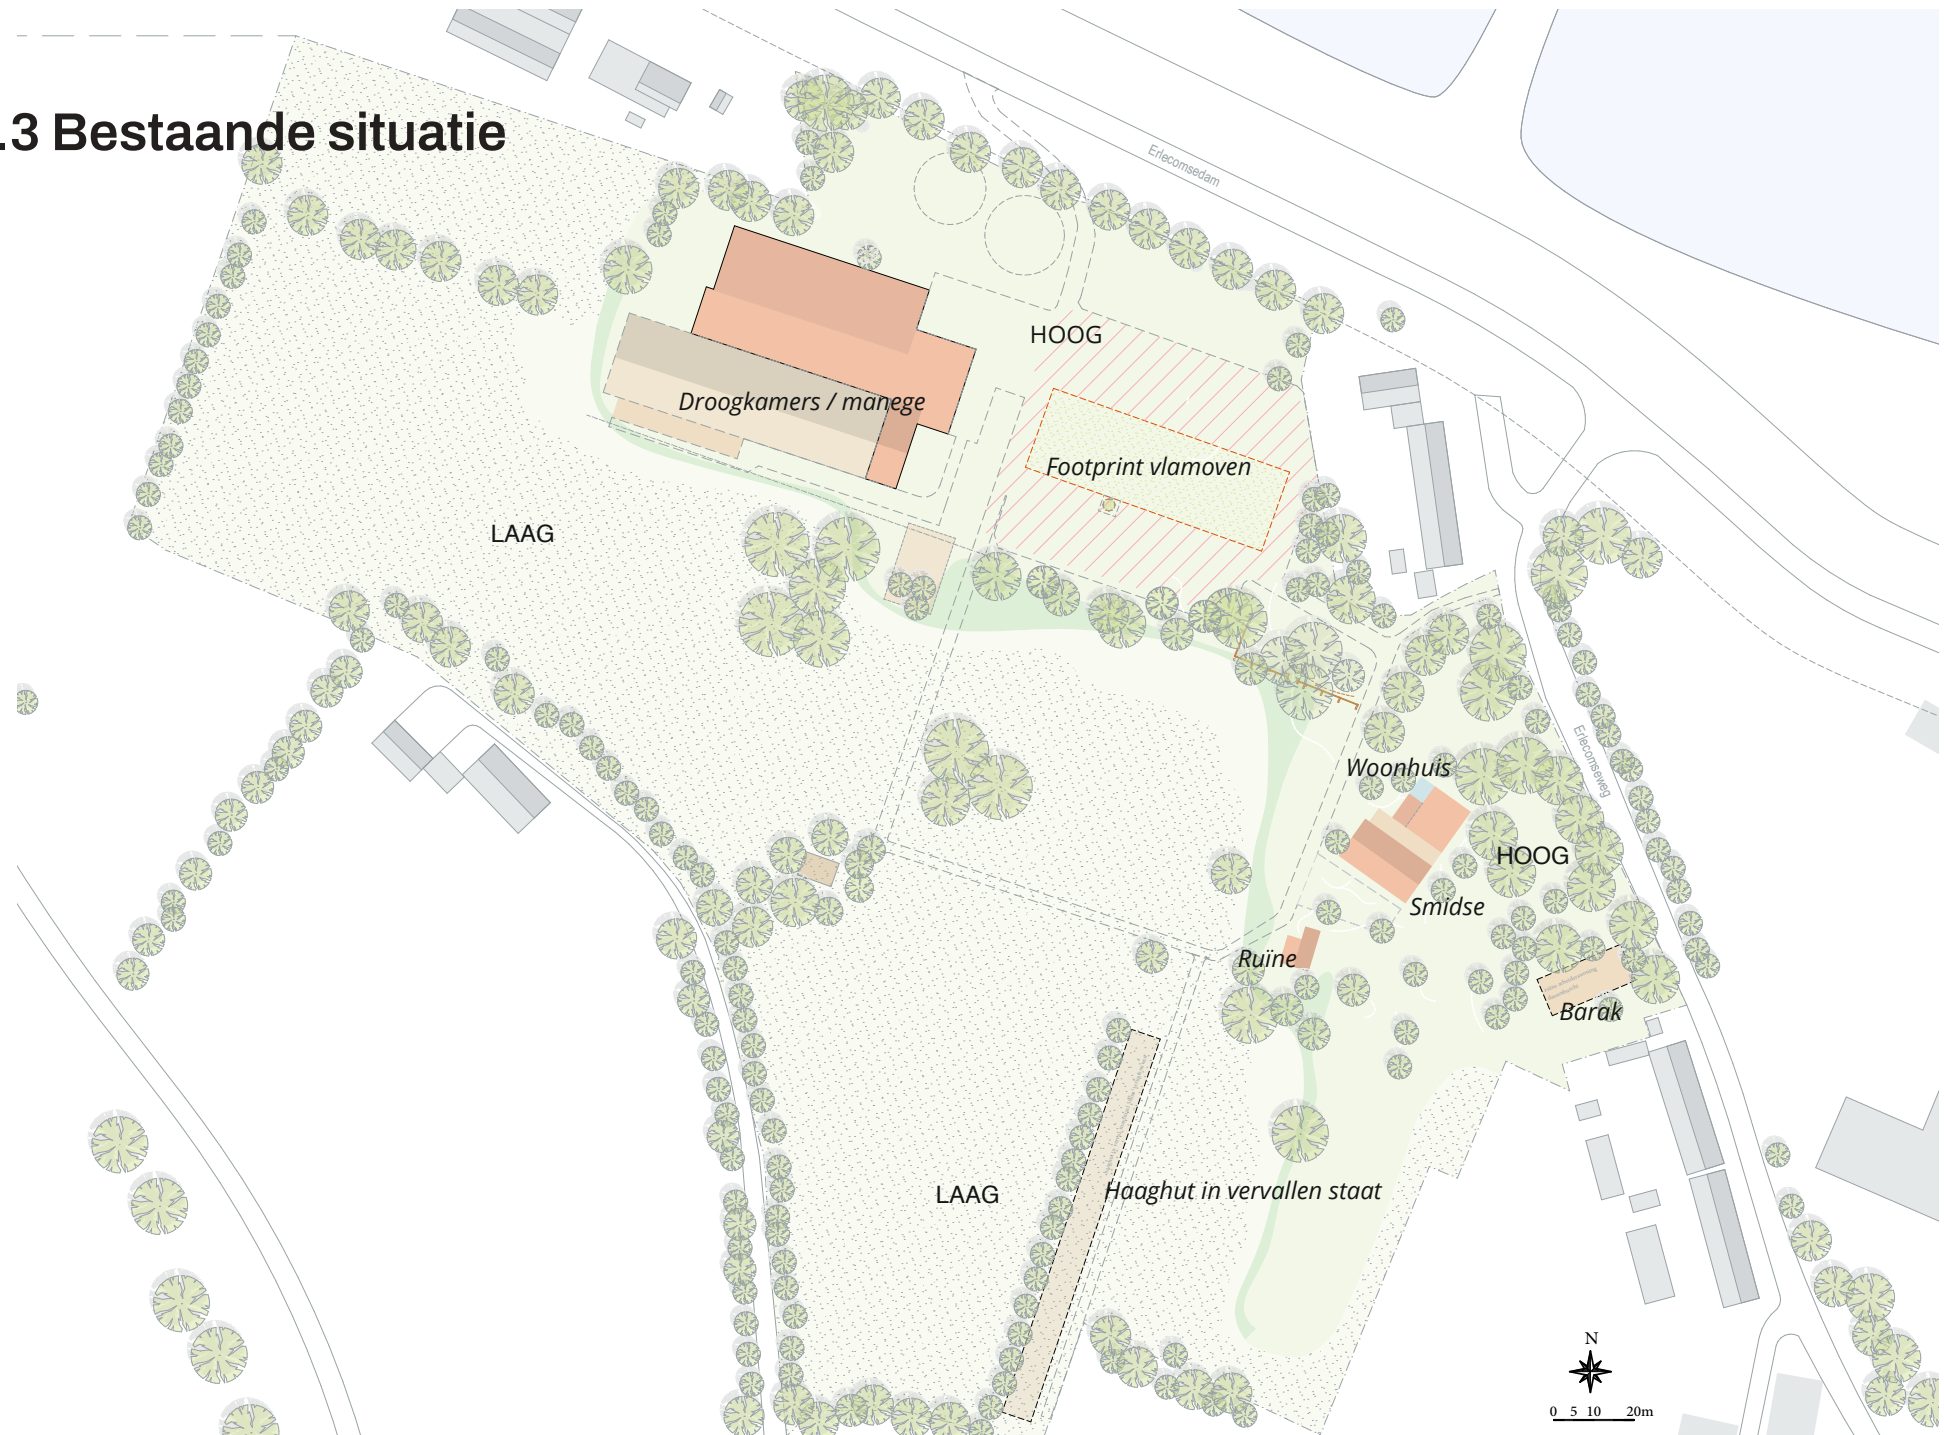 .3 Bestaande situatie
Erlecomsedam
HOOG
Droogkamers / manege
Footprint vlamoven
LAAG
Erlecomseweg
Woonhuis
HOOG
Smidse
Ruïne
Barak
LAAG
Haaghut in vervallen staat
N
0 5 10 20m